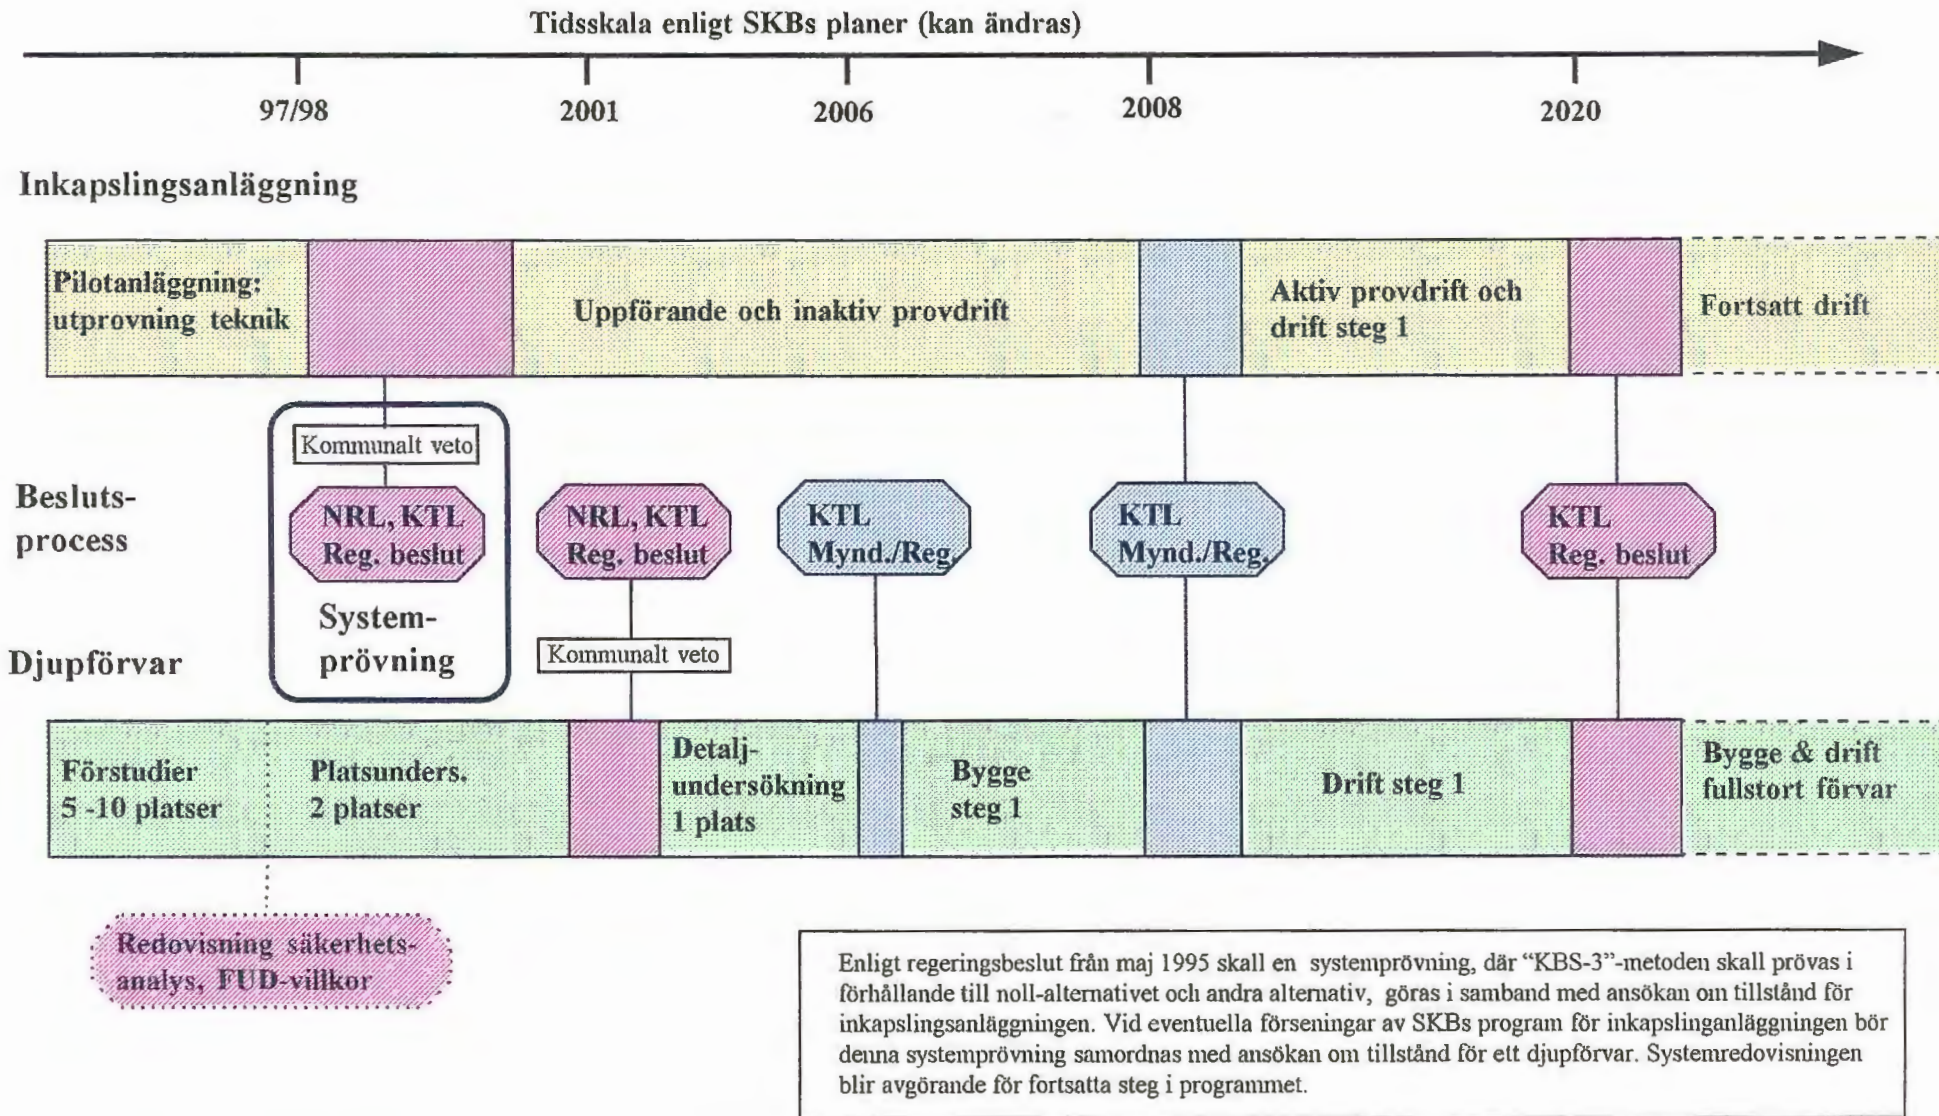 Tidsskala enligt SKBs planer (kan ändras)
97/98
2001
2006
2008
2020
Inkapslingsanläggning
Pilotanläggning:
utprovning teknik
Uppförande och inaktiv provdrift
Aktiv provdrift och
drift steg 1
Fortsatt drift
Kommunalt veto
Besluts-
process
NRL, KTL
Reg. beslut
NRL, KTL
Reg. beslut
KTL
Mynd./Reg.
KTL
Mynd./Reg.
KTL
Reg. beslut
System-
prövning
Kommunalt veto
Djupförvar
Förstudier
5 -10 platser
Platsunders.
2 platser
Detalj-
undersökning
1 plats
Bygge
steg 1
Drift steg 1
Bygge & drift
fullstort förvar
Redovisning säkerhets-
analys, FUD-villkor
Enligt regeringsbeslut från maj 1995 skall en systemprövning, där “KBS-3”-metoden skall prövas i
förhållande till noll-alternativet och andra alternativ, göras i samband med ansökan om tillstånd för
inkapslingsanläggningen. Vid eventuella förseningar av SKBs program för inkapslinganläggningen bör
denna systemprövning samordnas med ansökan om tillstånd för ett djupförvar. Systemredovisningen
blir avgörande för fortsatta steg i programmet.